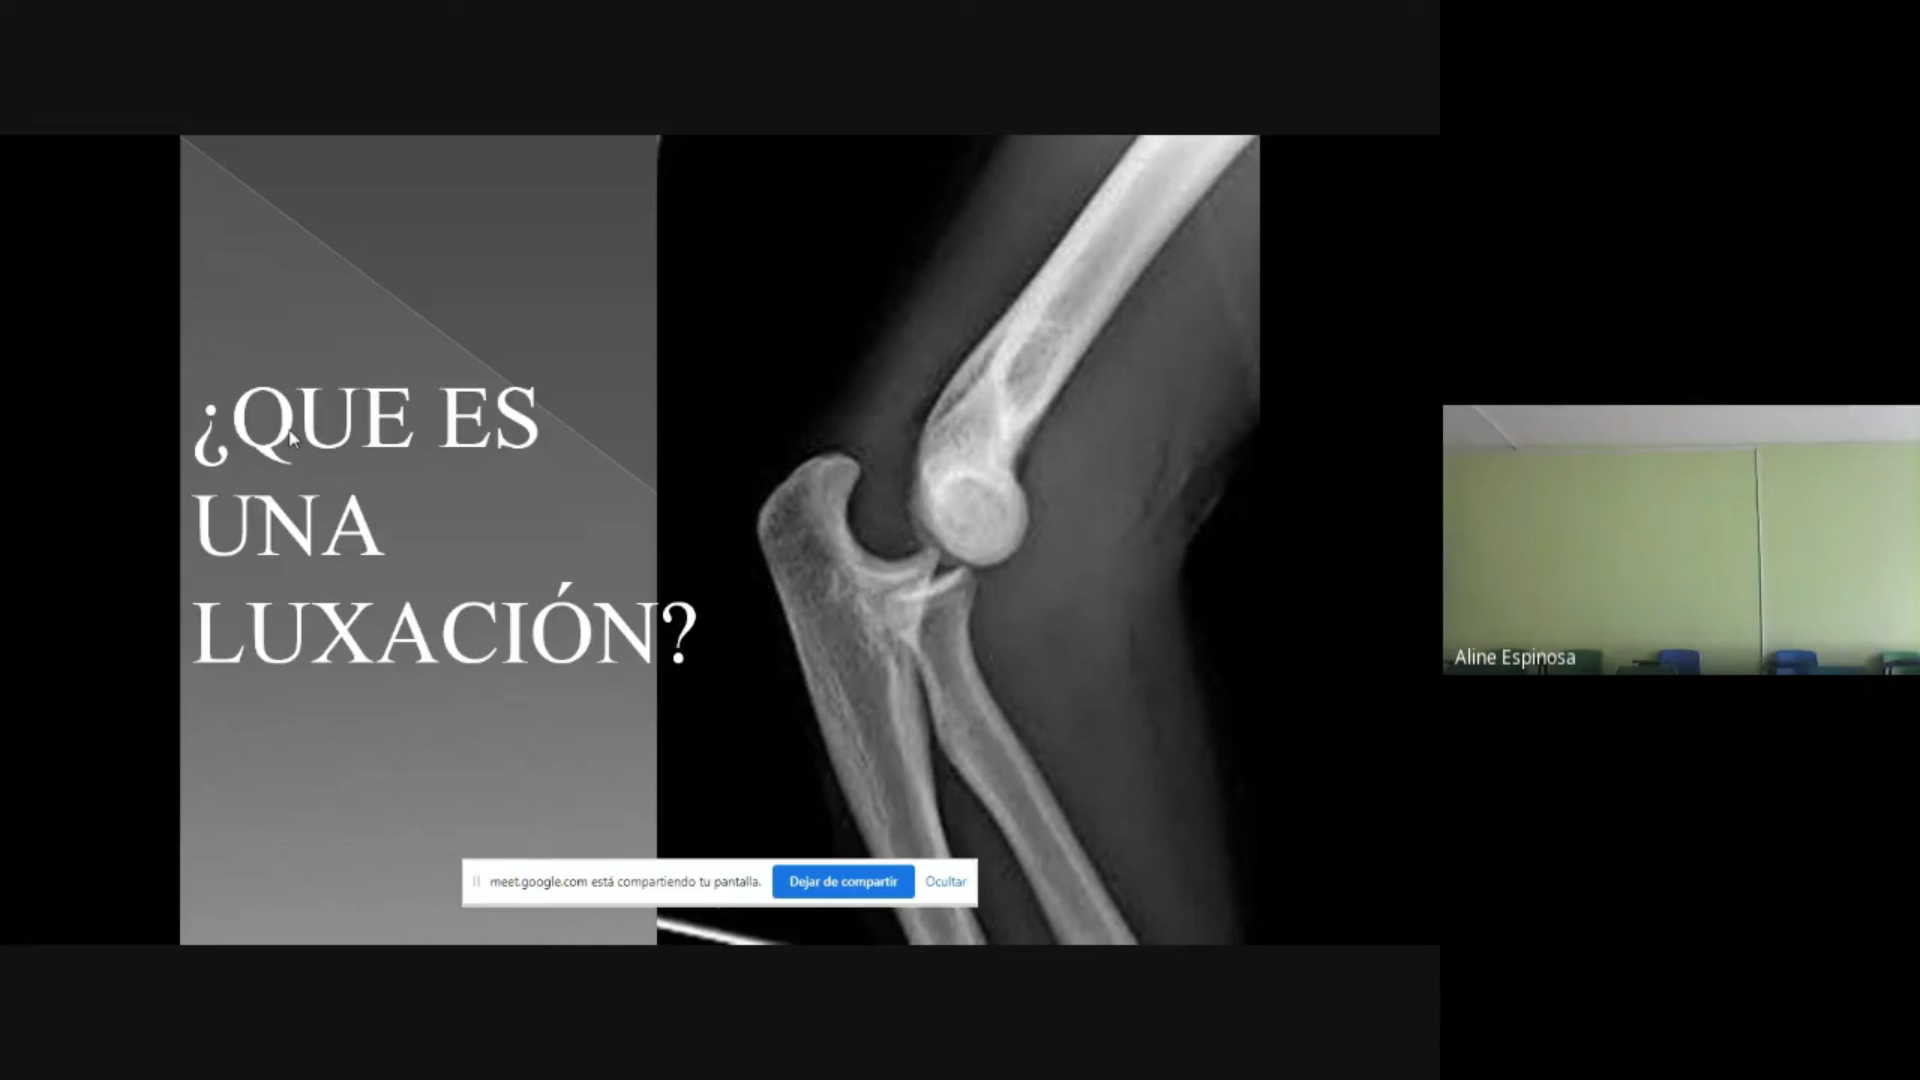 ¿QUE ES
UNA
LUXACIÓN?
meet.google.com está compartiendo tu pantalla.
Dejar de compartir
Ocultar
Aline Espinosa